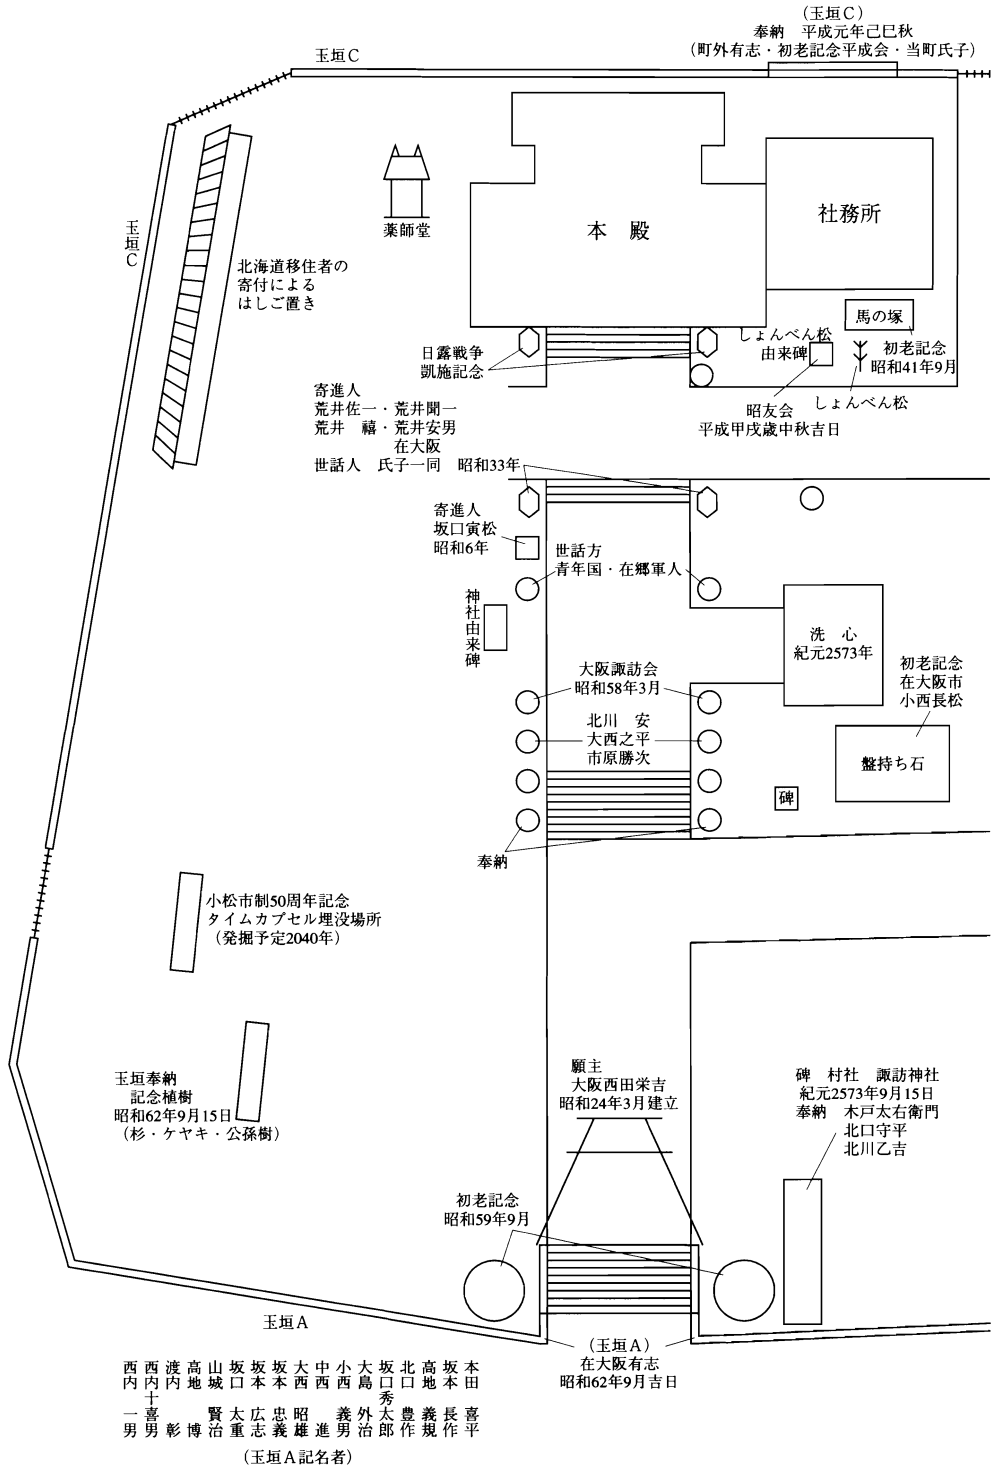 （玉垣C）
奉納　平成元年己巳秋
（町外有志・初老記念平成会・当町氏子）
玉垣C
玉垣C
薬師堂
本　殿
社務所
北海道移住者の
寄付による
はしご置き
馬の塚
しょんべん松
由来碑
初老記念
昭和41年9月
日露戦争
凱施記念
しょんべん松
昭友会
平成甲戌歳中秋吉日
寄進人
荒井佐一・荒井聞一
荒井　禧・荒井安男
在大阪
世話人　氏子一同　昭和33年
寄進人
坂口寅松
昭和6年
世話方
青年国・在郷軍人
神社由来碑
洗　心
紀元2573年
大阪諏訪会
昭和58年3月
初老記念
在大阪市
小西長松
北川　安
大西之平
市原勝次
盤持ち石
碑
奉納
小松市制50周年記念
タイムカプセル埋没場所
（発掘予定2040年）
玉垣奉納
記念植樹
昭和62年9月15日
（杉・ケヤキ・公孫樹）
願主
大阪西田栄吉
昭和24年3月建立
碑　村社　諏訪神社
紀元2573年9月15日
奉納　木戸太右衛門
北口守平
北川乙吉
初老記念
昭和59年9月
玉垣A
（玉垣A）
在大阪有志
昭和62年9月吉日
本田　喜平
坂本　長作
高地　義規
北口　豊作
坂口秀太郎
大島　外治
小西　義男
中西　進
大西　昭雄
坂本　忠義
坂本　広志
坂口　太重
山城　賢治
高地　博
渡内　彰
西内十喜男
西内　一男
（玉垣A記名者）